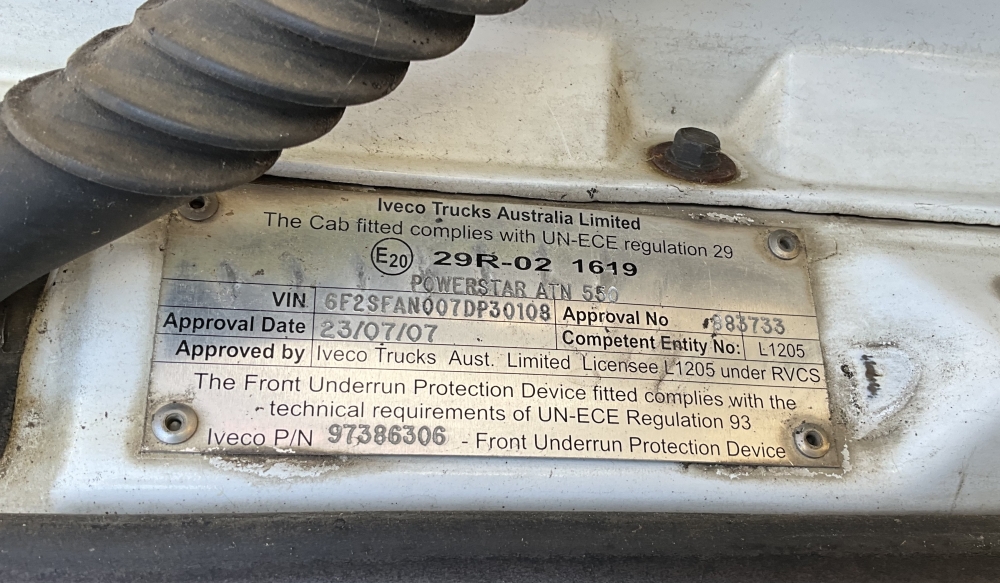 Iveco Trucks Australia Limited
The Cab fitted complies with UN-ECE regulation 29
E20 29R-02 1619
POWERSTAR ATN 550
VIN 6F2SFAN007DP30108 Approval No 83733
Approval Date 23/07/07 Competent Entity No: L1205
Approved by Iveco Trucks Aust. Limited Licensee L1205 under RVCS
The Front Underrun Protection Device fitted complies with the
technical requirements of UN-ECE Regulation 93
Iveco P/N 97386306 - Front Underrun Protection Device